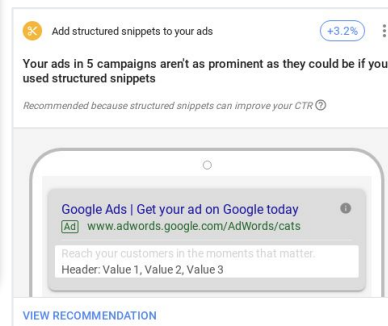 Add structured snippets to your ads
+3.2%
Your ads in 5 campaigns aren't as prominent as they could be if you
used structured snippets
Recommended because structured snippets can improve your CTR
Google Ads | Get your ad on Google today
Ad www.adwords.google.com/AdWords/cats
Reach your customers in the moments that matter.
Header: Value 1, Value 2, Value 3
VIEW RECOMMENDATION